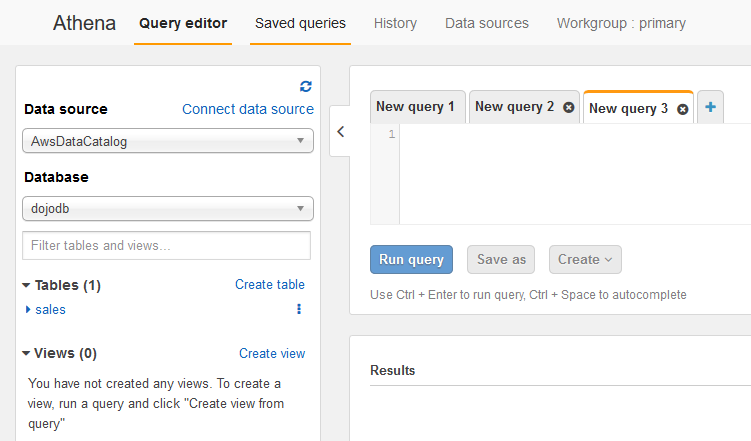 Athena Query editor Saved queries History Data sources Workgroup : primary
Data source Connect data source
AwsDataCatalog
Database
dojodb
Filter tables and views...
Tables (1) Create table
sales
Views (0) Create view
You have not created any views. To create a
view, run a query and click "Create view from
query"
New query 1 New query 2 New query 3
1
Run query Save as Create
Use Ctrl + Enter to run query, Ctrl + Space to autocomplete
Results